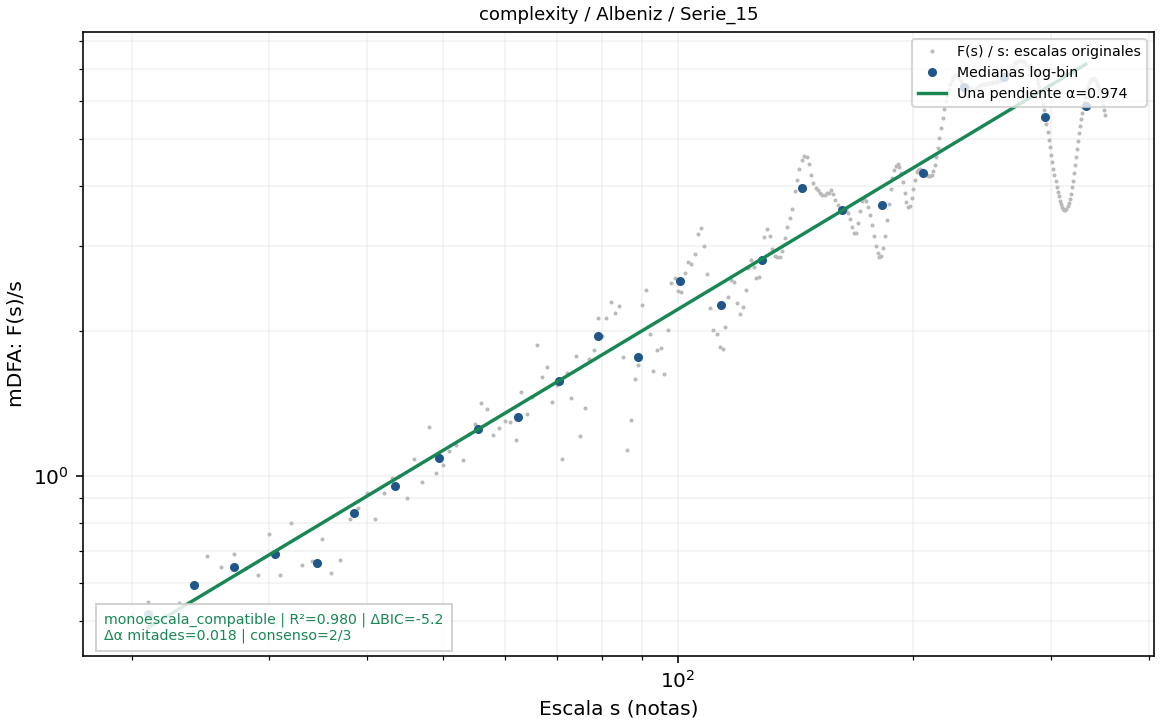 complexity / Albeniz / Serie_15
F(s) / s: escalas originales
Medianas log-bin
Una pendiente α=0.974
mDFA: F(s)/s
10⁰
monoescala_compatible | R²=0.980 | ΔBIC=-5.2
Δα mitades=0.018 | consenso=2/3
10²
Escala s (notas)